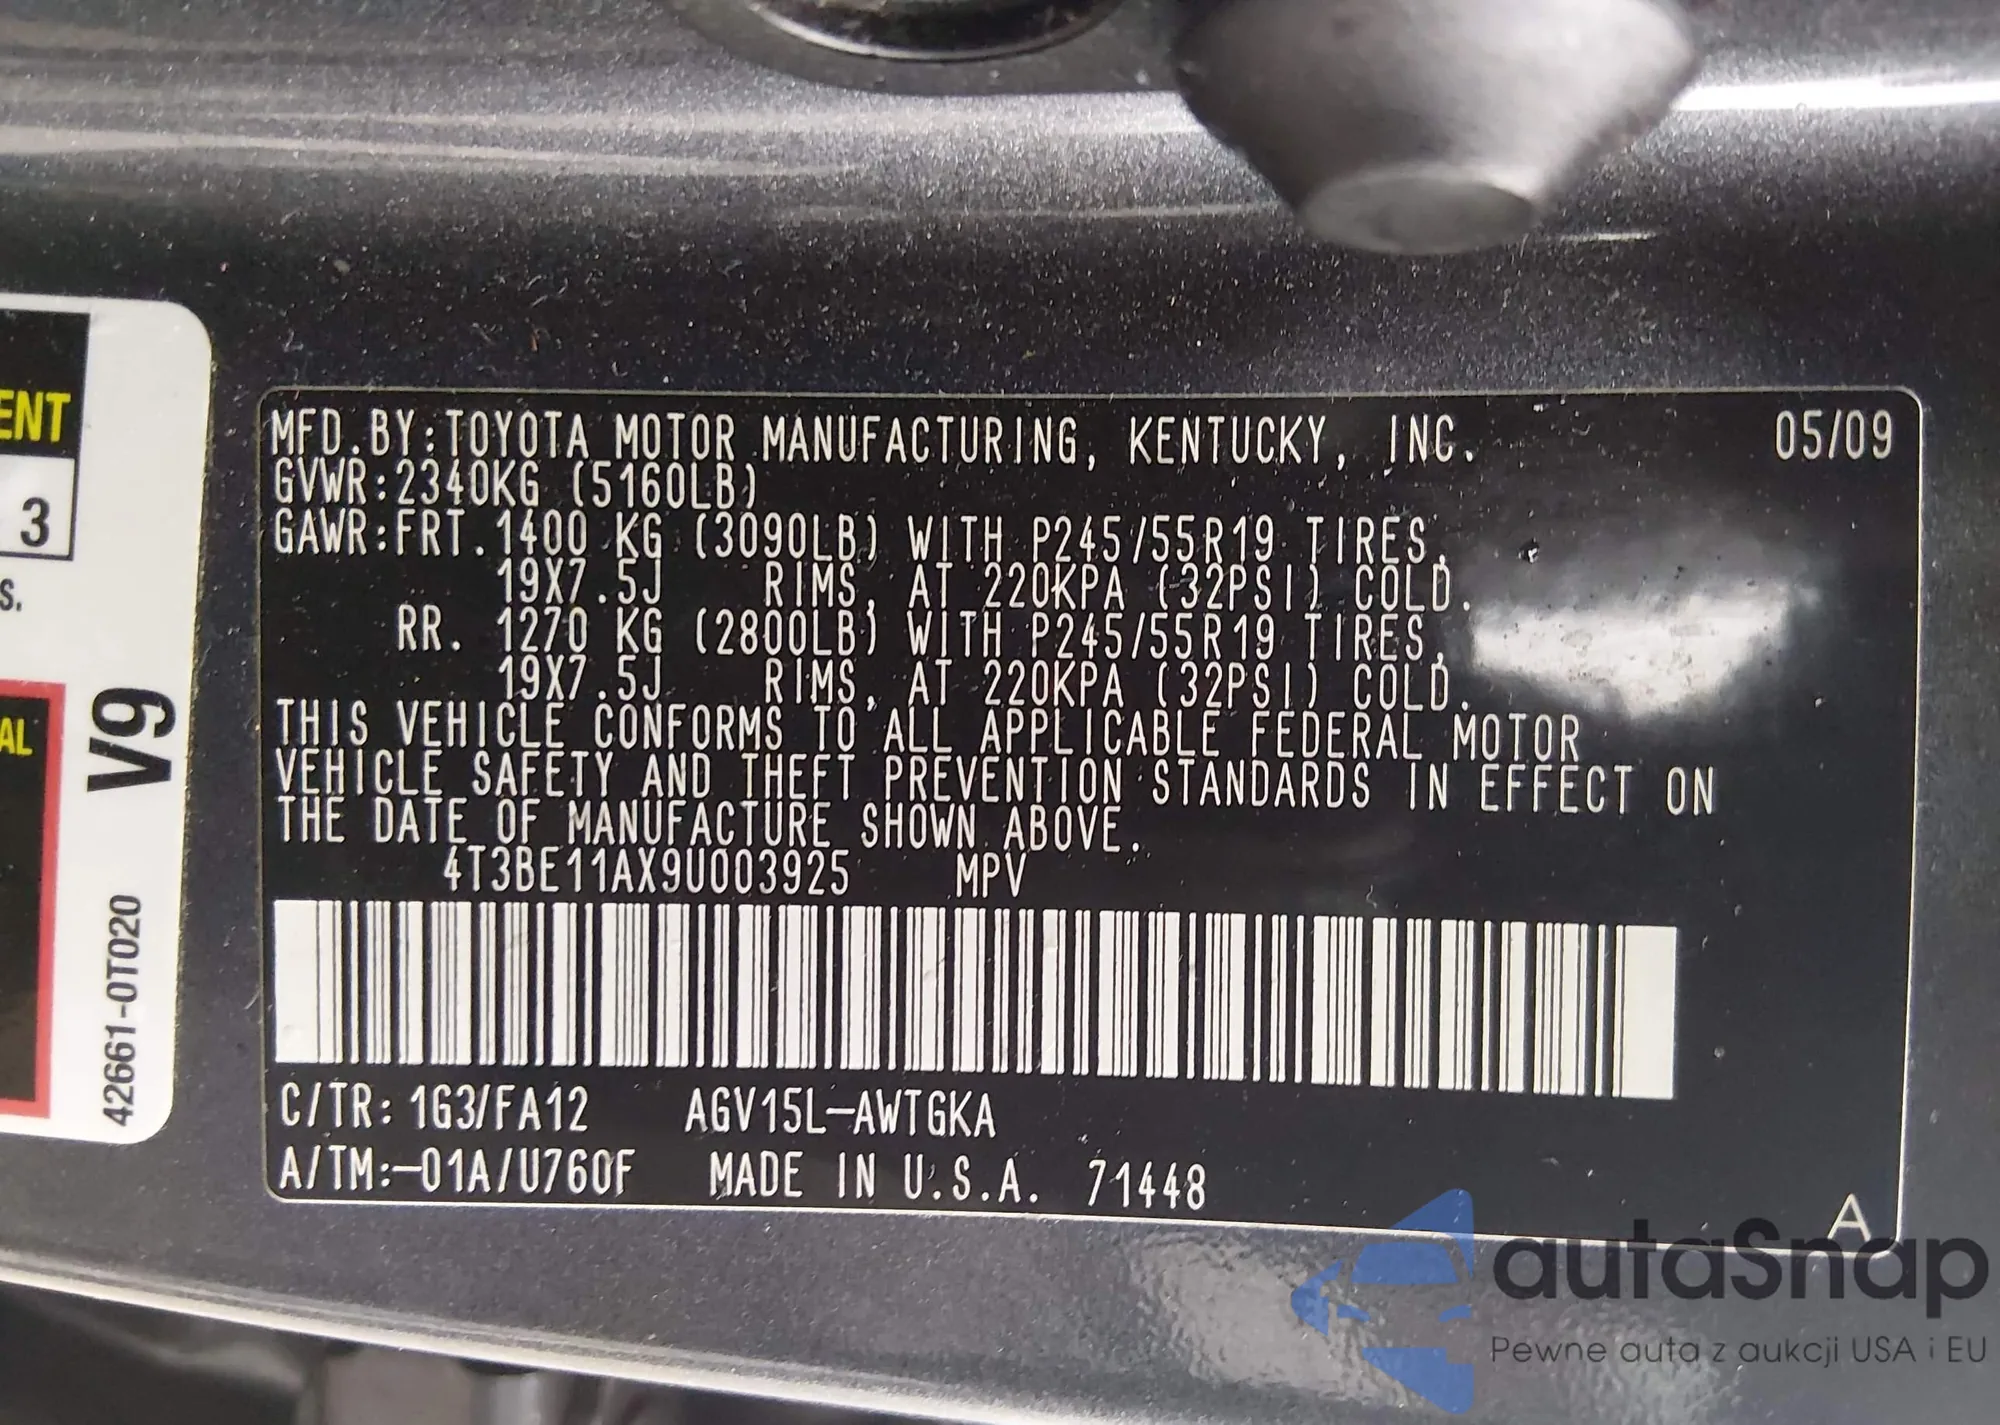 ENT
3
S.
AL
V9
42661-0T020
MFD.BY:TOYOTA MOTOR MANUFACTURING, KENTUCKY, INC. 05/09
GVWR:2340KG (5160LB)
GAWR:FRT. 1400 KG (3090LB) WITH P245/55R19 TIRES,
19X7.5J RIMS, AT 220KPA (32PSI) COLD.
RR. 1270 KG (2800LB) WITH P245/55R19 TIRES,
19X7.5J RIMS, AT 220KPA (32PSI) COLD.
THIS VEHICLE CONFORMS TO ALL APPLICABLE FEDERAL MOTOR
VEHICLE SAFETY AND THEFT PREVENTION STANDARDS IN EFFECT ON
THE DATE OF MANUFACTURE SHOWN ABOVE.
4T3BE11AX9U003925 MPV
C/TR: 1G3/FA12 AGV15L-AWTGKA
A/TM:-01A/U760F MADE IN U.S.A. 71448
A
autaSnap
Pewne auta z aukcji USA i EU